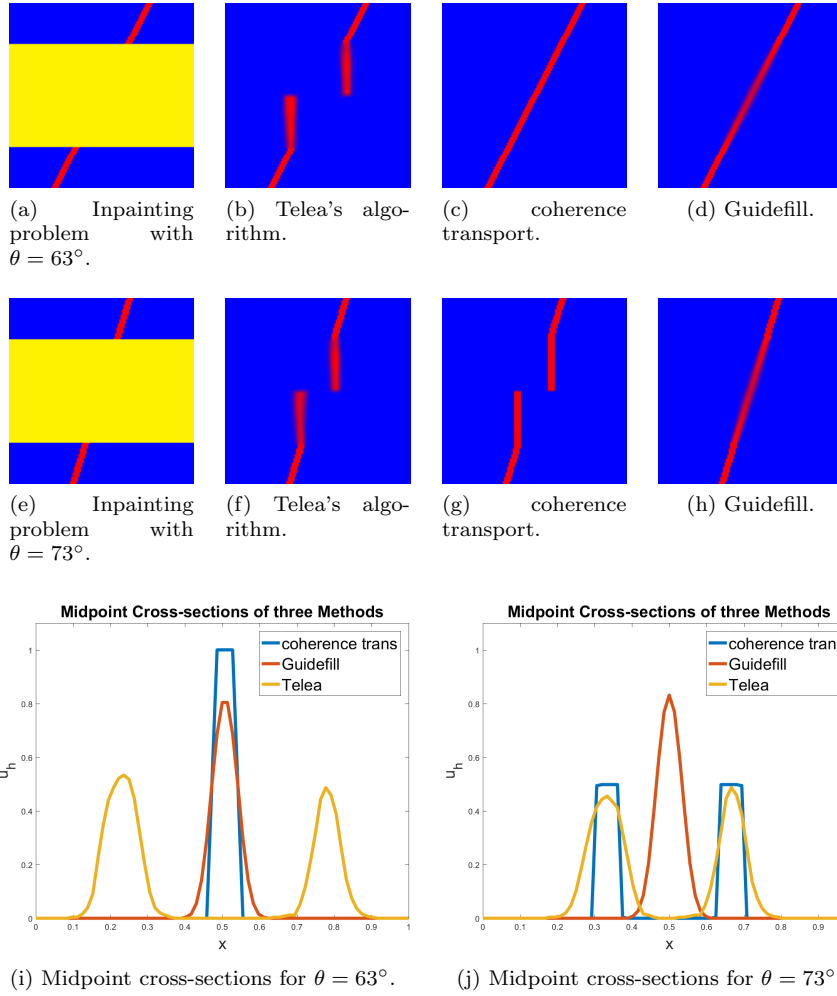 (a) Inpainting
problem with
θ = 63°.
(b) Telea's algo-
rithm.
(c) coherence
transport.
(d) Guidefill.
(e) Inpainting
problem with
θ = 73°.
(f) Telea's algo-
rithm.
(g) coherence
transport.
(h) Guidefill.
Midpoint Cross-sections of three Methods
coherence trans
Guidefill
Telea
1
0.8
0.6
0.4
0.2
0
u_h
0 0.1 0.2 0.3 0.4 0.5 0.6 0.7 0.8 0.9 1
x
(i) Midpoint cross-sections for θ = 63°.
Midpoint Cross-sections of three Methods
coherence tran
Guidefill
Telea
1
0.8
0.6
0.4
0.2
0
u_h
0 0.1 0.2 0.3 0.4 0.5 0.6 0.7 0.8 0.9
x
(j) Midpoint cross-sections for θ = 73°